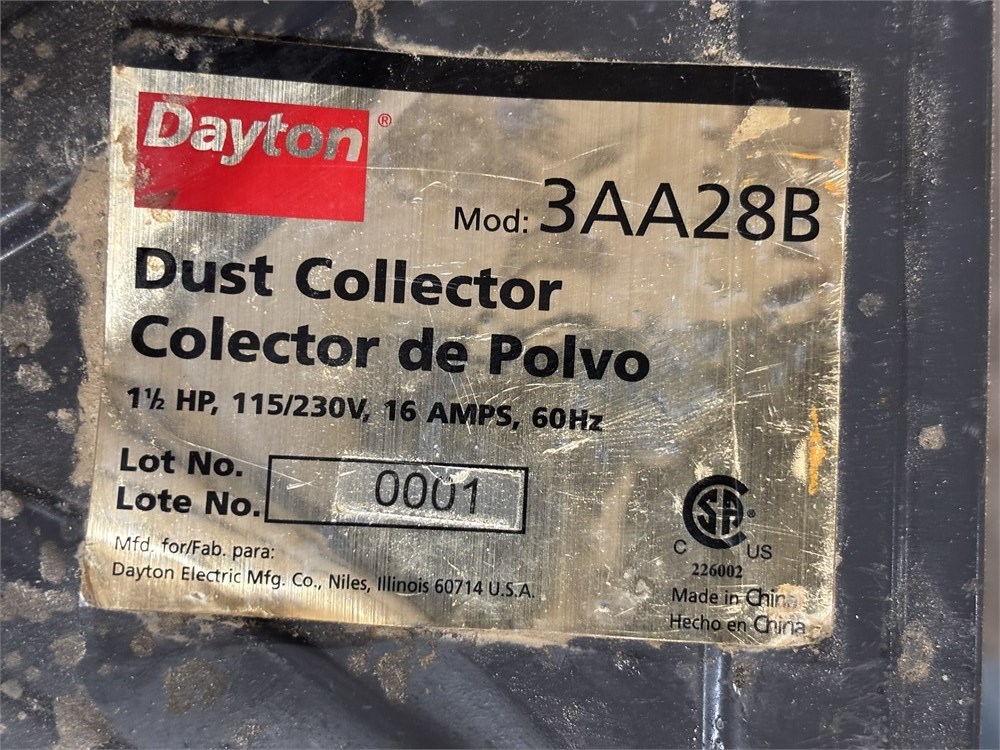 Dayton®
Mod: 3AA28B
Dust Collector
Colector de Polvo
1½ HP, 115/230V, 16 AMPS, 60Hz
Lot No.
Lote No. 0001
Mfd. for/Fab. para:
Dayton Electric Mfg. Co., Niles, Illinois 60714 U.S.A.
CSA®
C US
226002
Made in China
Hecho en China